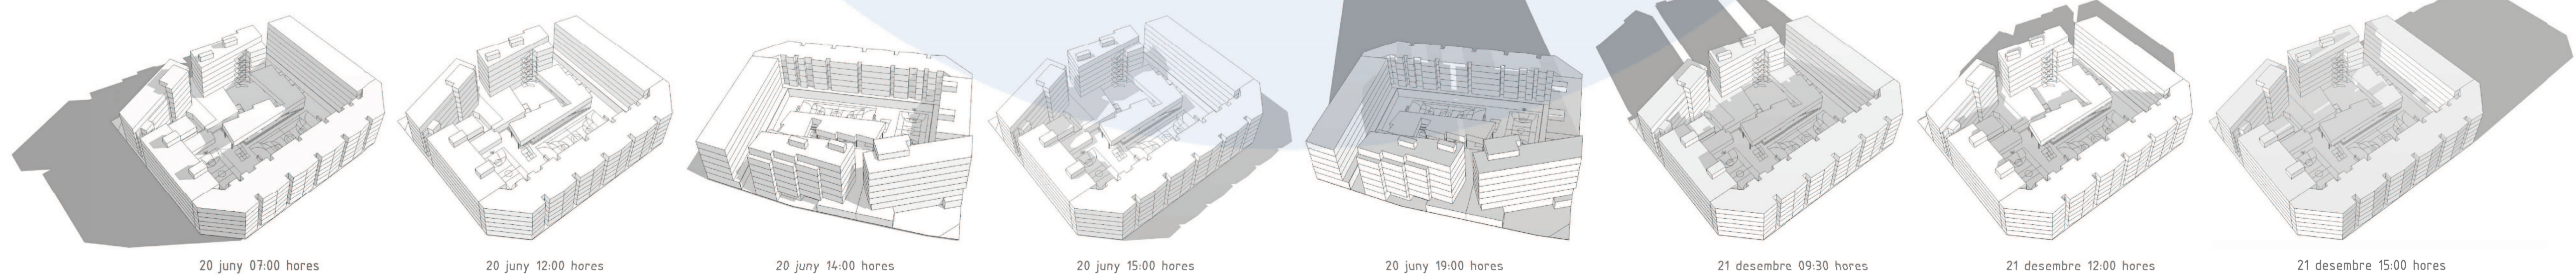 20 juny 07:00 hores
20 juny 12:00 hores
20 juny 14:00 hores
20 juny 15:00 hores
20 juny 19:00 hores
21 desembre 09:30 hores
21 desembre 12:00 hores
21 desembre 15:00 hores